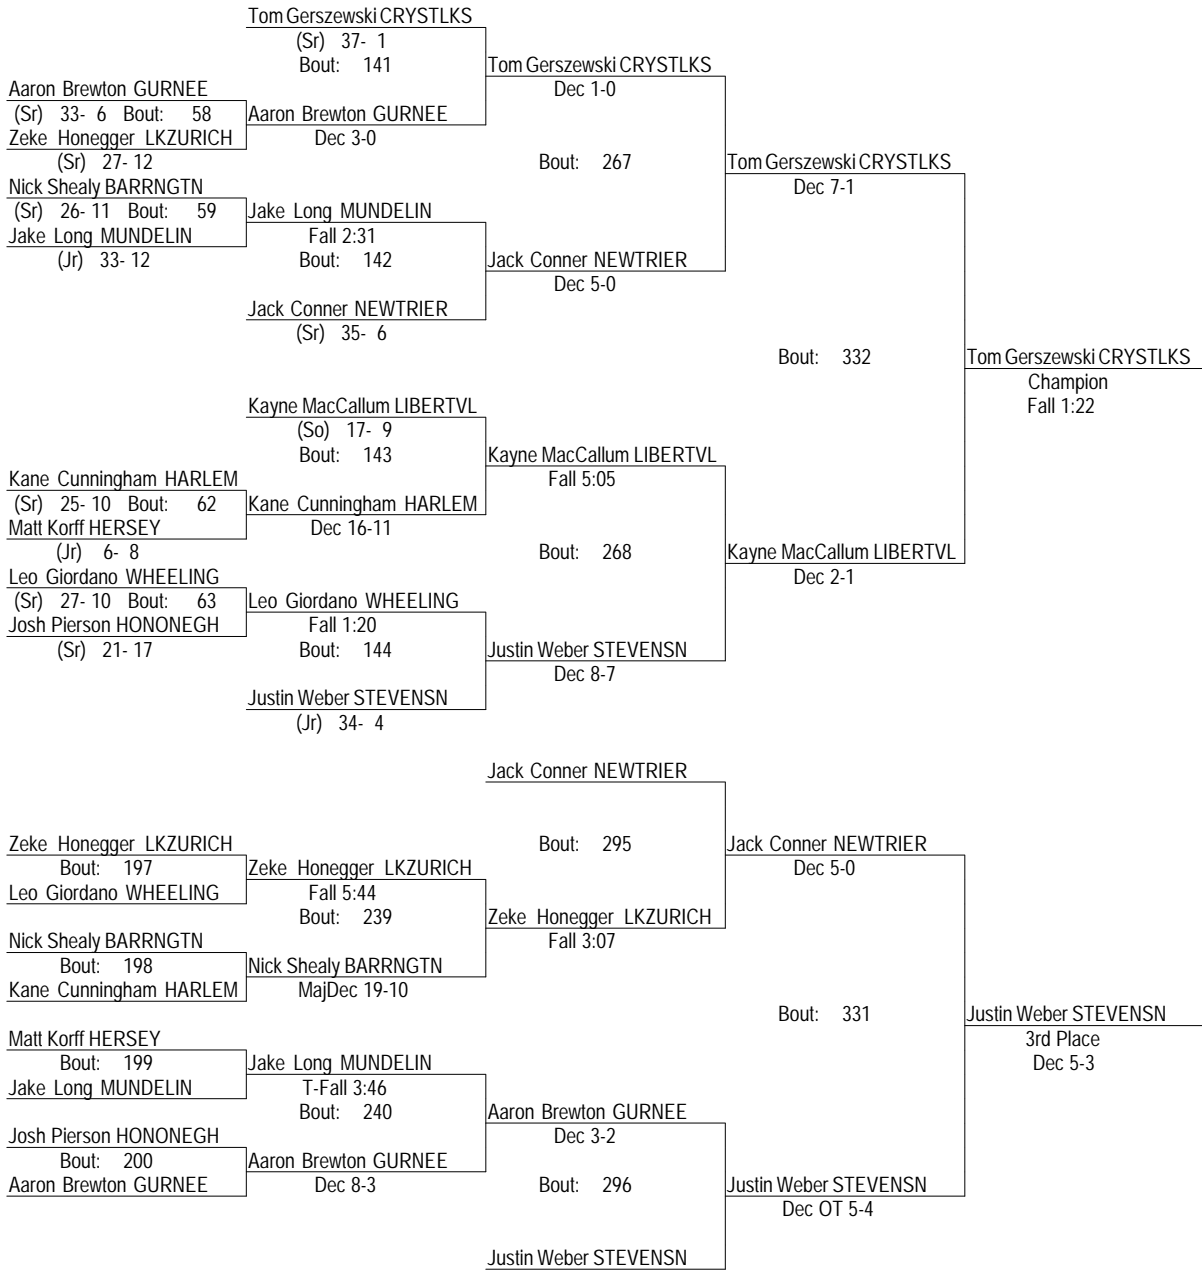 Tom Gerszewski CRYSTLKS
(Sr) 37- 1
Bout: 141
Tom Gerszewski CRYSTLKS
Dec 1-0
Aaron Brewton GURNEE
(Sr) 33- 6 Bout: 58
Aaron Brewton GURNEE
Zeke Honegger LKZURICH
Dec 3-0
(Sr) 27- 12
Bout: 267
Tom Gerszewski CRYSTLKS
Dec 7-1
Nick Shealy BARRNGTN
(Sr) 26- 11 Bout: 59
Jake Long MUNDELIN
Jake Long MUNDELIN
Fall 2:31
(Jr) 33- 12
Bout: 142
Jack Conner NEWTRIER
Dec 5-0
Jack Conner NEWTRIER
(Sr) 35- 6
Bout: 332
Tom Gerszewski CRYSTLKS
Champion
Fall 1:22
Kayne MacCallum LIBERTVL
(So) 17- 9
Bout: 143
Kayne MacCallum LIBERTVL
Fall 5:05
Kane Cunningham HARLEM
(Sr) 25- 10 Bout: 62
Kane Cunningham HARLEM
Matt Korff HERSEY
Dec 16-11
(Jr) 6- 8
Bout: 268
Kayne MacCallum LIBERTVL
Dec 2-1
Leo Giordano WHEELING
(Sr) 27- 10 Bout: 63
Leo Giordano WHEELING
Josh Pierson HONONEGH
Fall 1:20
(Sr) 21- 17
Bout: 144
Justin Weber STEVENSN
Dec 8-7
Justin Weber STEVENSN
(Jr) 34- 4
Jack Conner NEWTRIER
Zeke Honegger LKZURICH
Bout: 295
Jack Conner NEWTRIER
Bout: 197
Zeke Honegger LKZURICH
Dec 5-0
Leo Giordano WHEELING
Fall 5:44
Bout: 239
Zeke Honegger LKZURICH
Fall 3:07
Nick Shealy BARRNGTN
Bout: 198
Nick Shealy BARRNGTN
Kane Cunningham HARLEM
MajDec 19-10
Bout: 331
Justin Weber STEVENSN
3rd Place
Dec 5-3
Matt Korff HERSEY
Bout: 199
Jake Long MUNDELIN
Jake Long MUNDELIN
T-Fall 3:46
Bout: 240
Aaron Brewton GURNEE
Dec 3-2
Josh Pierson HONONEGH
Bout: 200
Aaron Brewton GURNEE
Aaron Brewton GURNEE
Dec 8-3
Bout: 296
Justin Weber STEVENSN
Dec OT 5-4
Justin Weber STEVENSN